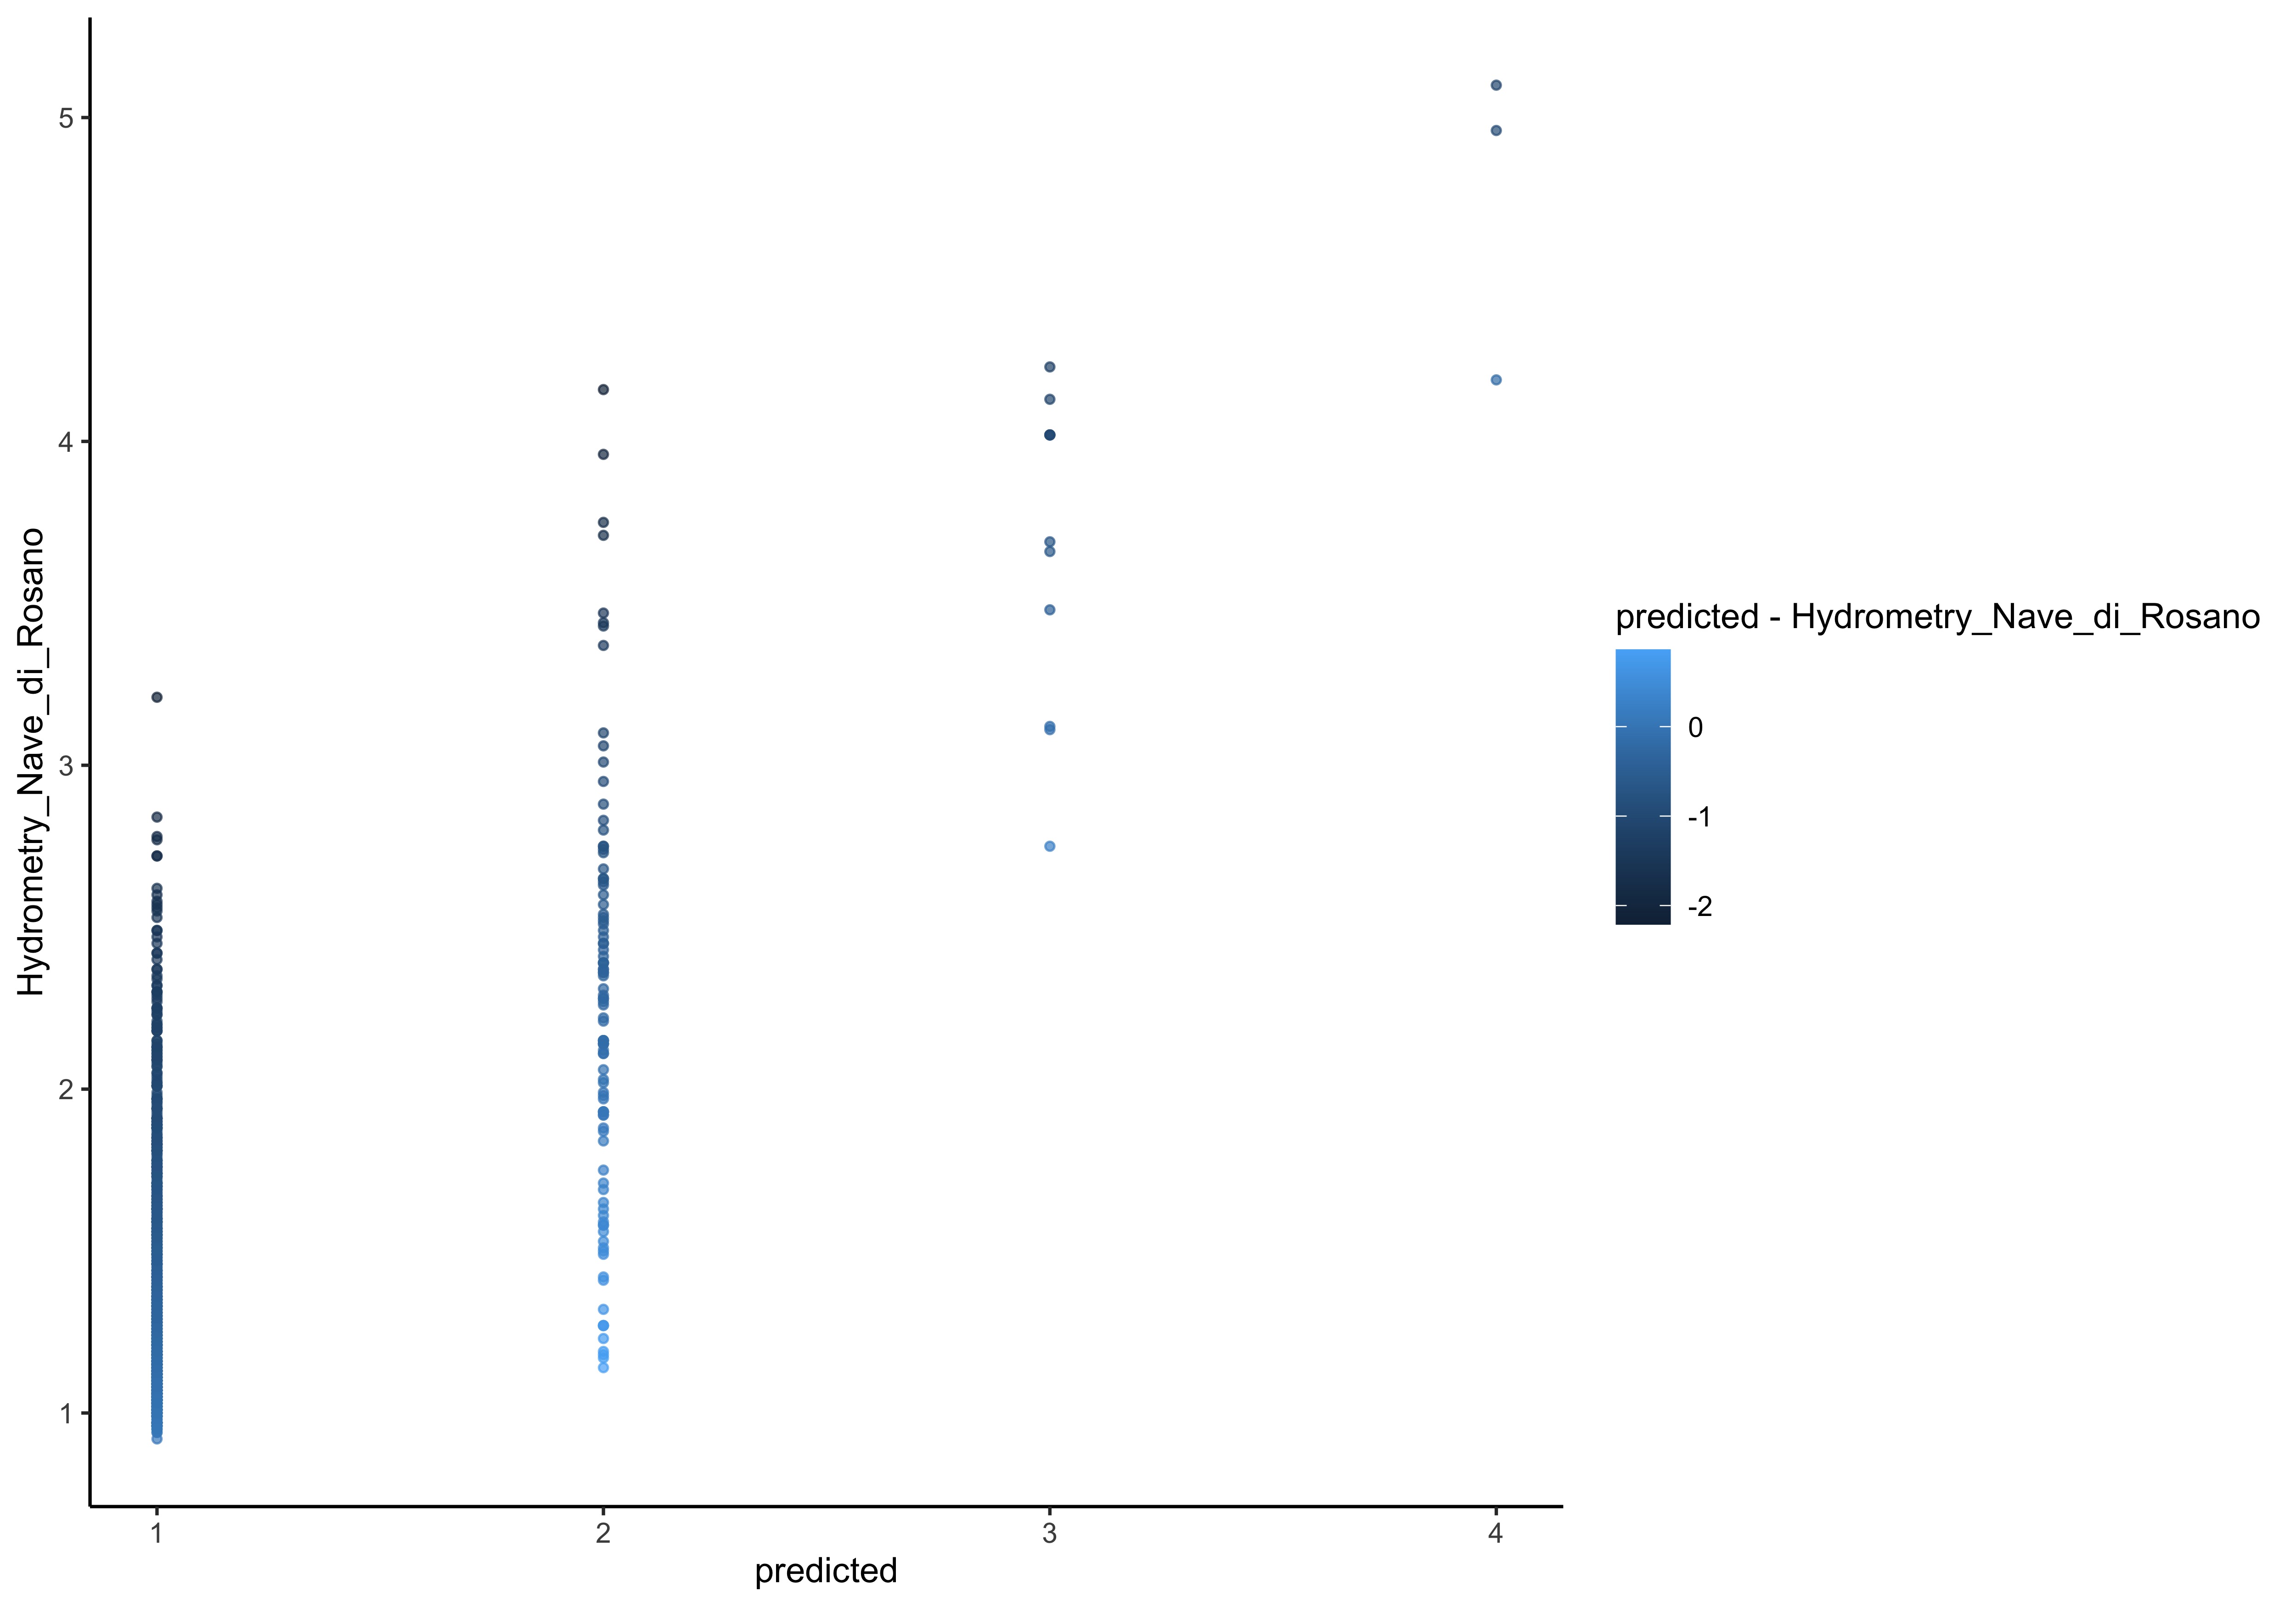 Hydrometry_Nave_di_Rosano
5
4
3
2
1
1 2 3 4
predicted
predicted - Hydrometry_Nave_di_Rosano
0
-1
-2